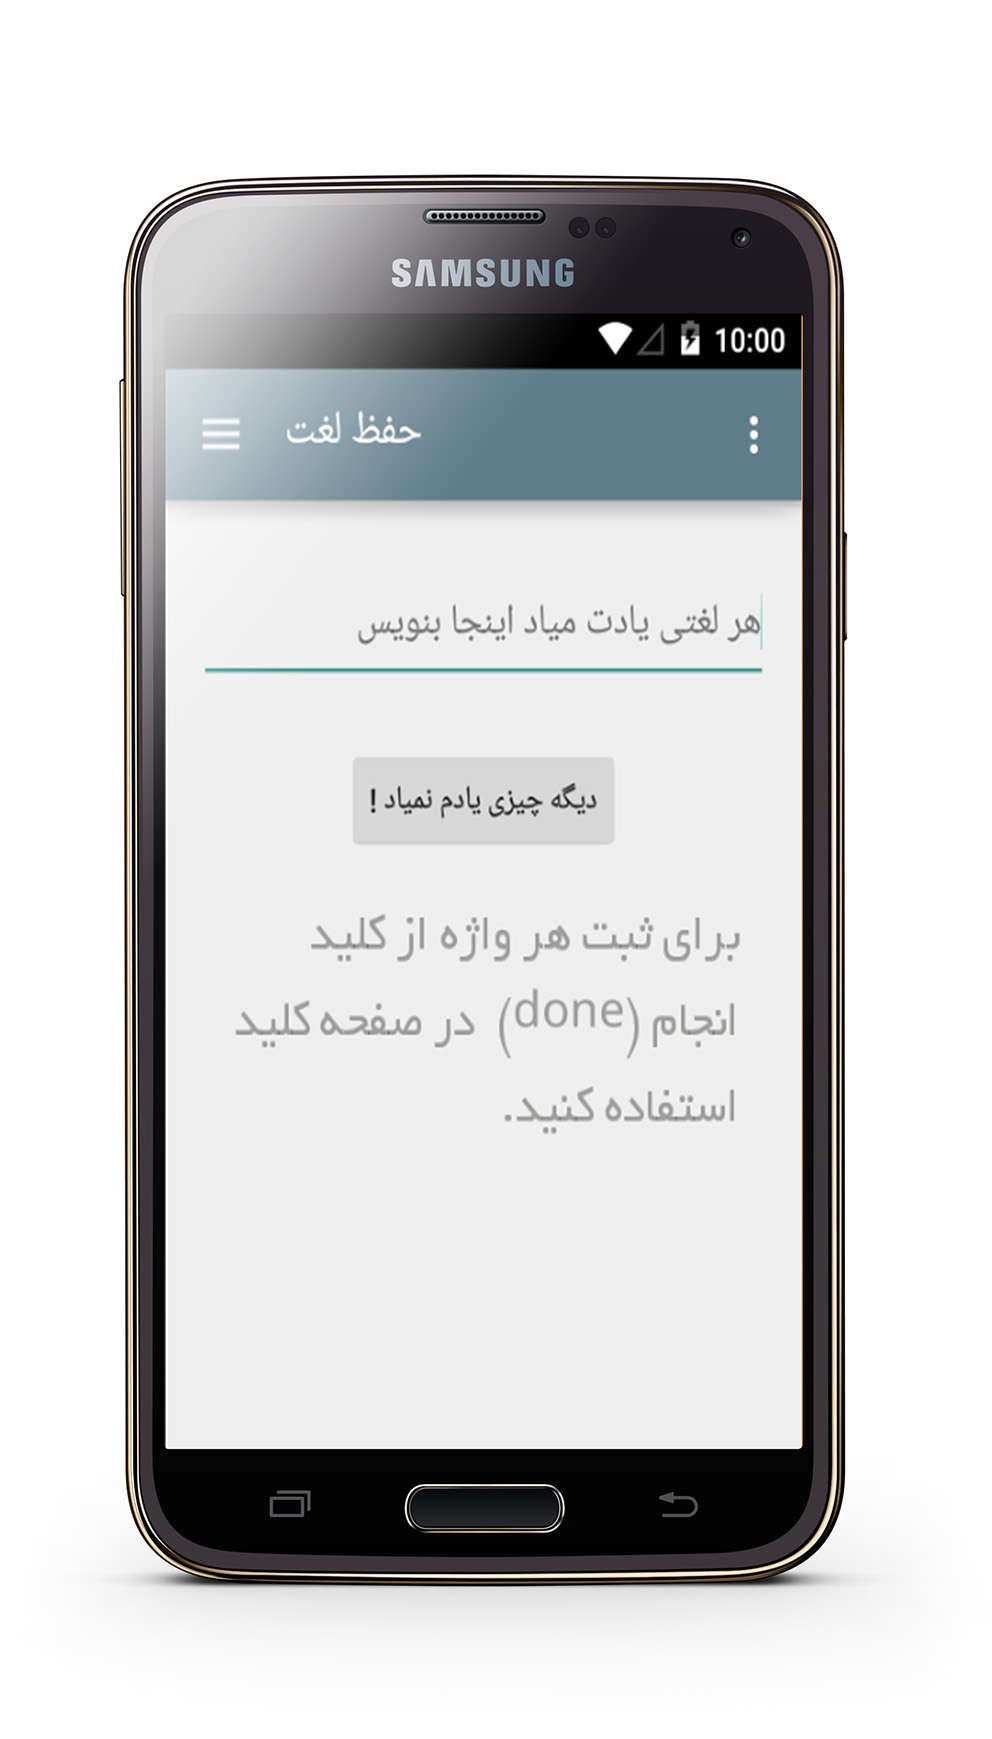 SAMSUNG
10:00
حفظ لغت
هر لغتی یادت میاد اینجا بنویس
دیگه چیزی یادم نمیاد !
برای ثبت هر واژه از کلید
انجام (done) در صفحه کلید
استفاده کنید.